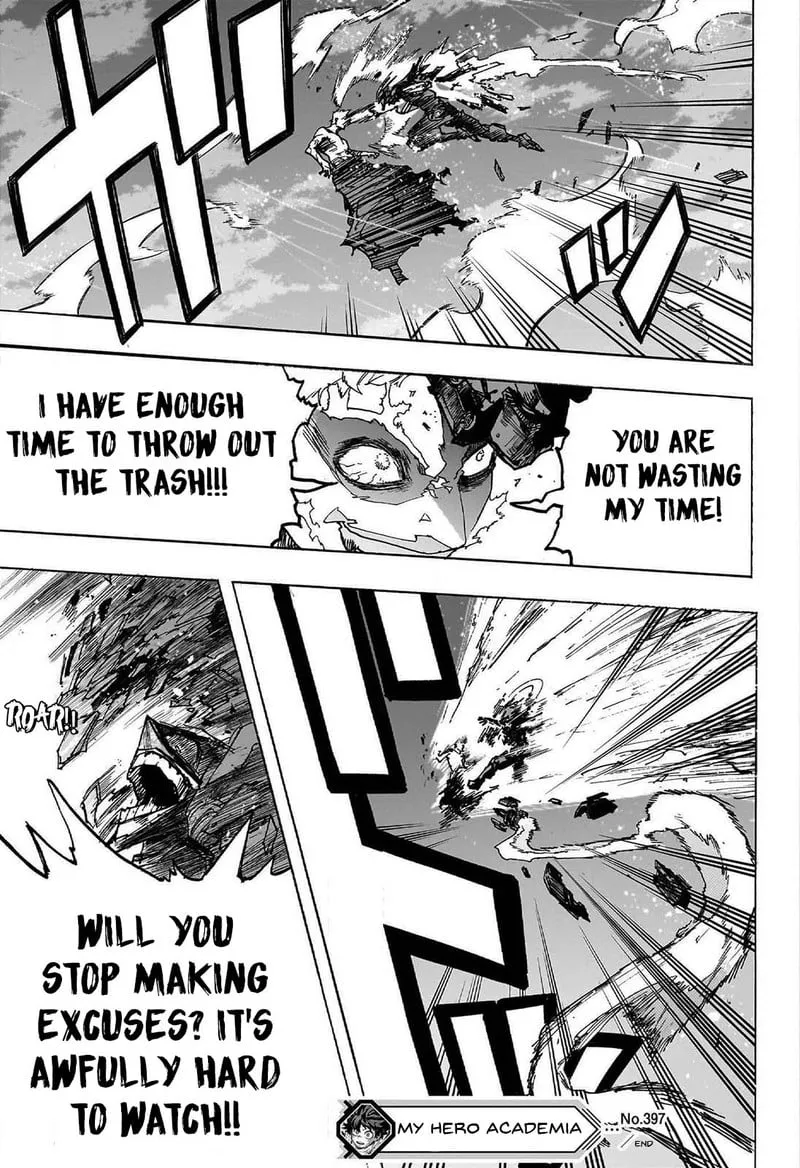 YOU ARE
NOT WASTING
MY TIME!
I HAVE ENOUGH
TIME TO THROW OUT
THE TRASH!!!
ROAR!!
WILL YOU
STOP MAKING
EXCUSES? IT'S
AWFULLY HARD
TO WATCH!!
MY HERO ACADEMIA
No.397
END